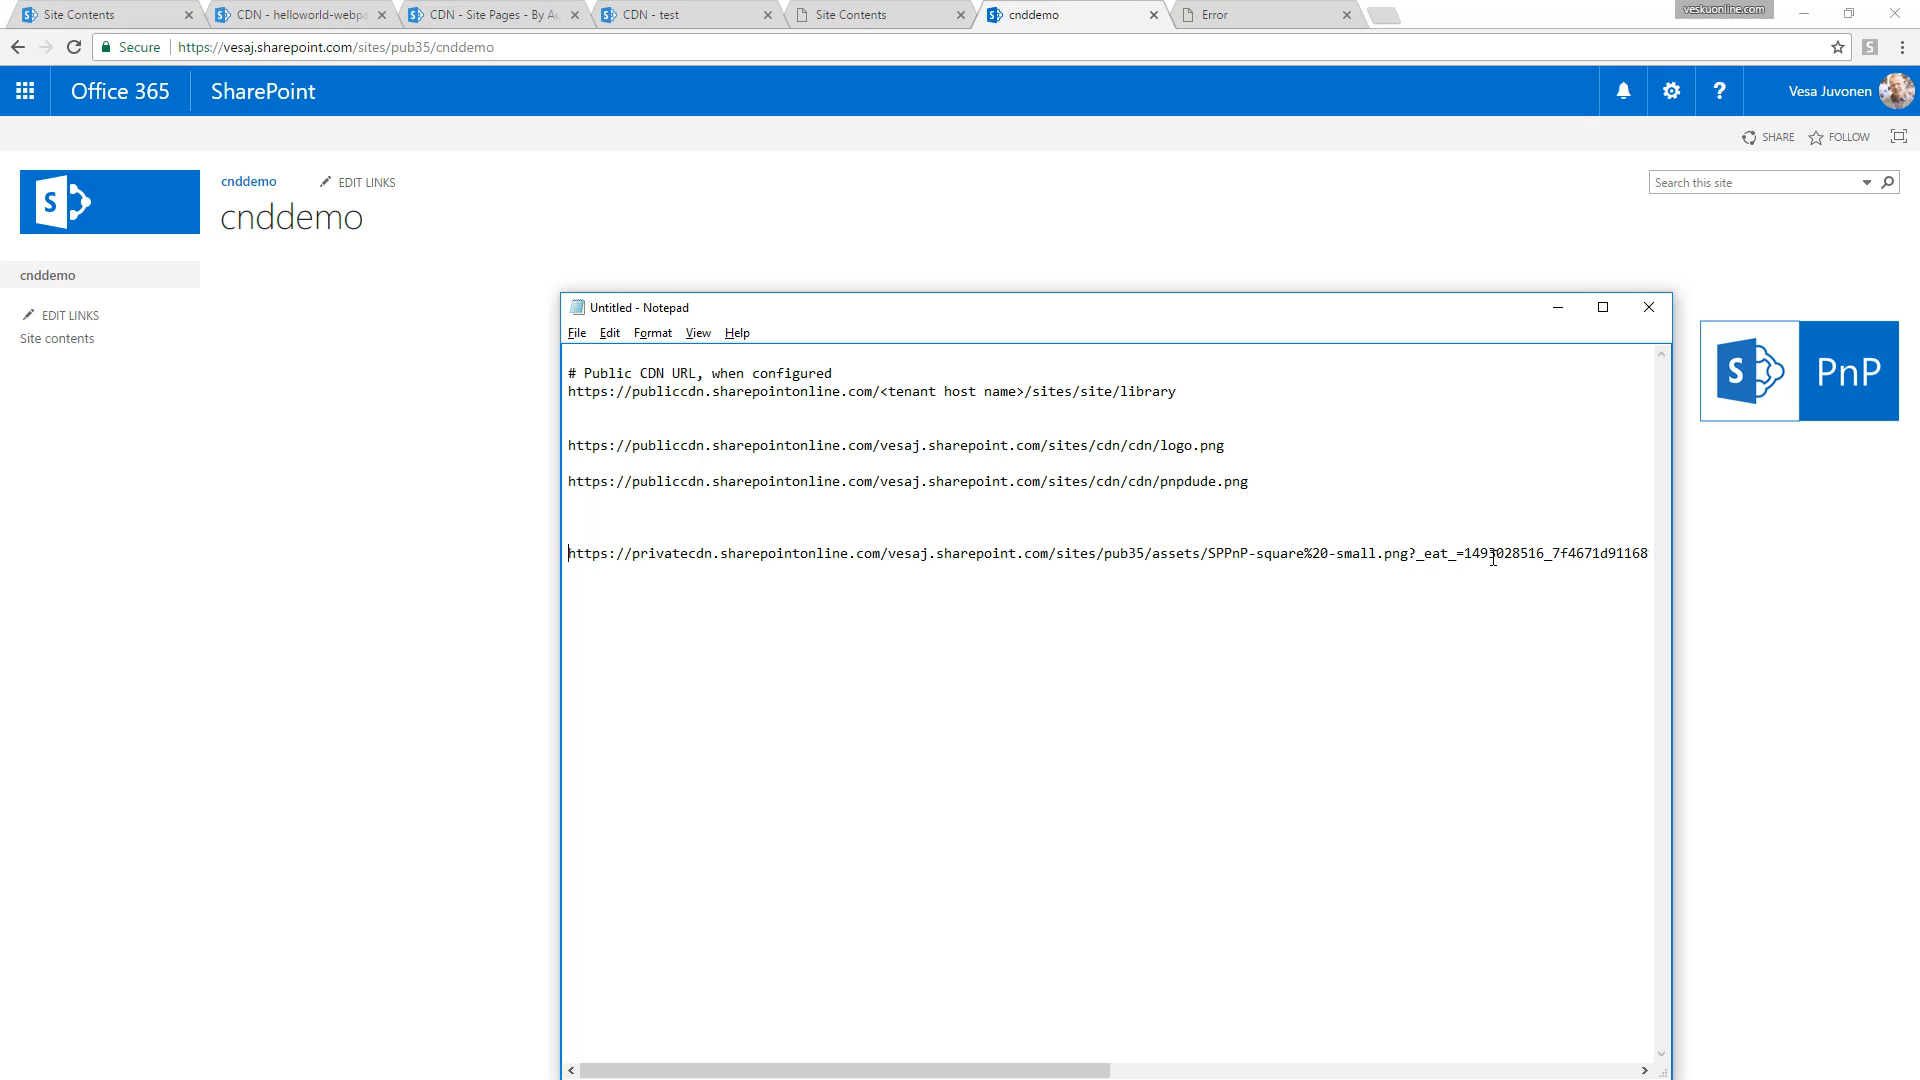 Site Contents
CDN - helloworld-webpa
CDN - Site Pages - By Au
CDN - test
Site Contents
cnddemo
Error
veskuonline.com
Secure
https://vesaj.sharepoint.com/sites/pub35/cnddemo
S
Office 365
SharePoint
?
Vesa Juvonen
SHARE
FOLLOW
S
cnddemo
EDIT LINKS
Search this site
cnddemo
cnddemo
EDIT LINKS
Site contents
Untitled - Notepad
File Edit Format View Help
# Public CDN URL, when configured
https://publiccdn.sharepointonline.com/<tenant host name>/sites/site/library
https://publiccdn.sharepointonline.com/vesaj.sharepoint.com/sites/cdn/cdn/logo.png
https://publiccdn.sharepointonline.com/vesaj.sharepoint.com/sites/cdn/cdn/pnpdude.png
https://privatecdn.sharepointonline.com/vesaj.sharepoint.com/sites/pub35/assets/SPPnP-square%20-small.png?_eat_=1493028516_7f4671d91168
S PnP